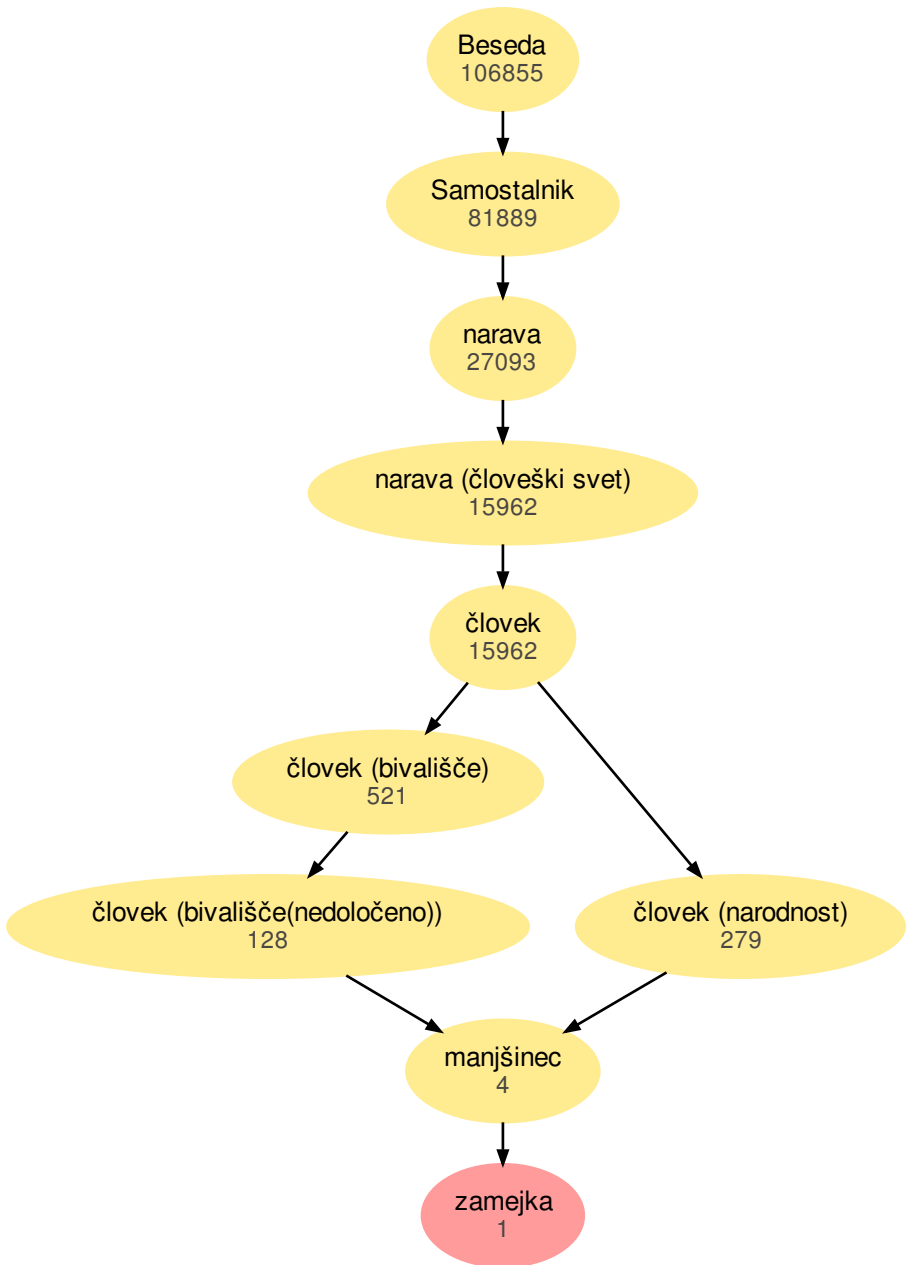 Beseda
106855
Samostalnik
81889
narava
27093
narava (človeški svet)
15962
človek
15962
človek (bivališče)
521
človek (bivališče(nedoločeno))
128
človek (narodnost)
279
manjšinec
4
zamejka
1